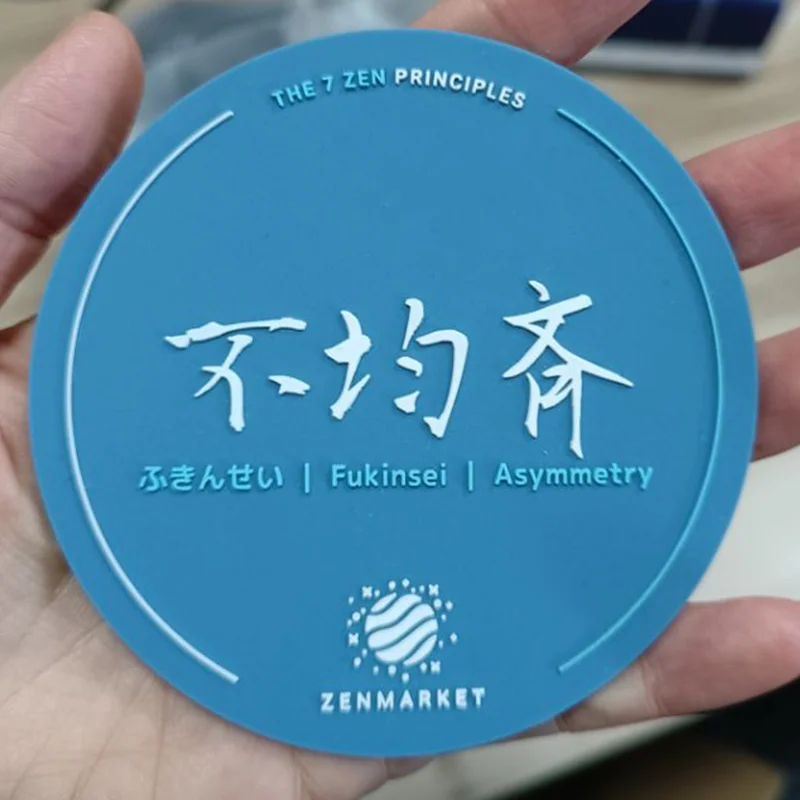 THE 7 ZEN PRINCIPLES
不均斉
ふきんせい | Fukinsei | Asymmetry
ZENMARKET